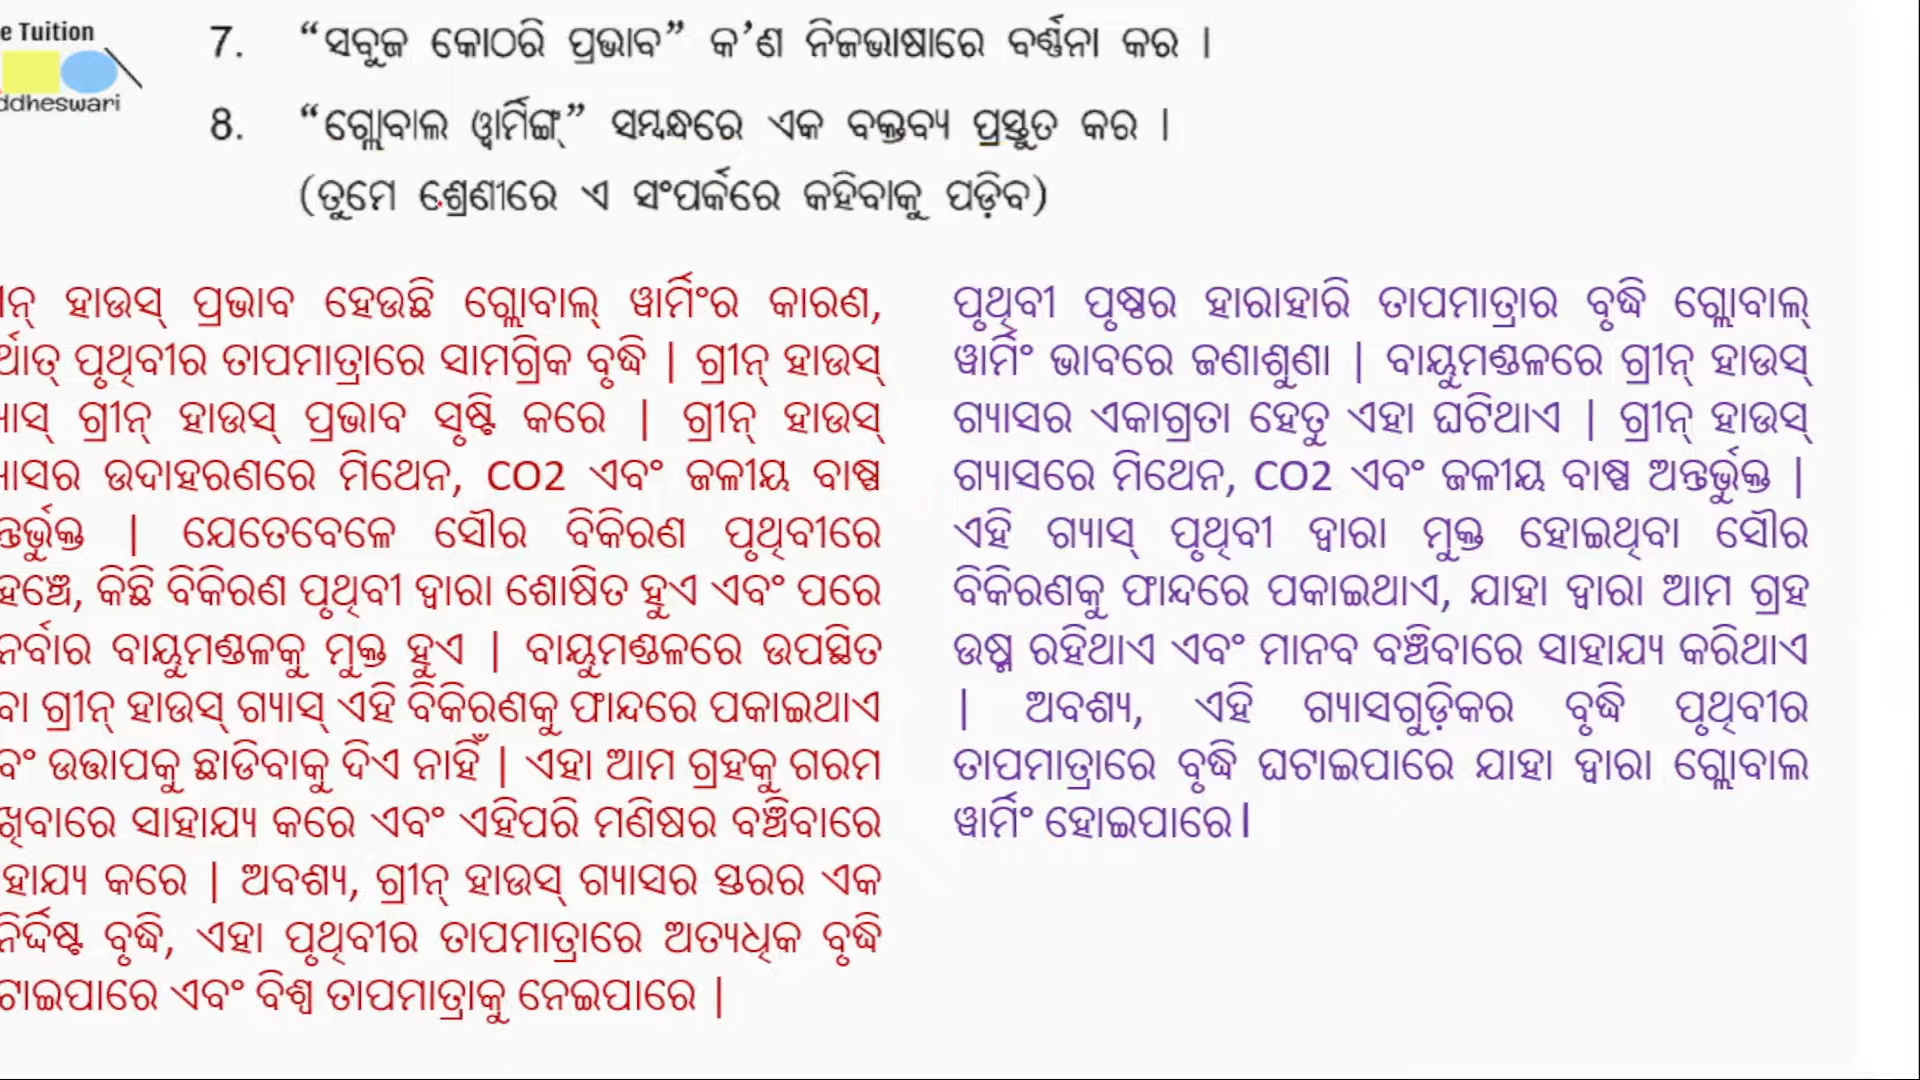 e Tuition
ddheswari
7. “ସବୁଜ କୋଠରି ପ୍ରଭାବ” କ’ଣ ନିଜଭାଷାରେ ବର୍ଣ୍ଣନା କର ।
8. “ଗ୍ଲୋବାଲ ୱାର୍ମିଙ୍ଗ୍” ସମ୍ବନ୍ଧରେ ଏକ ବକ୍ତବ୍ୟ ପ୍ରସ୍ତୁତ କର ।
(ତୁମେ ଶ୍ରେଣୀରେ ଏ ସଂପର୍କରେ କହିବାକୁ ପଡ଼ିବ)
ନ୍ ହାଉସ୍ ପ୍ରଭାବ ହେଉଛି ଗ୍ଲୋବାଲ୍ ୱାର୍ମିଂର କାରଣ,
ର୍ଥାତ୍ ପୃଥିବୀର ତାପମାତ୍ରାରେ ସାମଗ୍ରିକ ବୃଦ୍ଧି | ଗ୍ରୀନ୍ ହାଉସ୍
ାସ୍ ଗ୍ରୀନ୍ ହାଉସ୍ ପ୍ରଭାବ ସୃଷ୍ଟି କରେ | ଗ୍ରୀନ୍ ହାଉସ୍
ାସର ଉଦାହରଣରେ ମିଥେନ, CO2 ଏବଂ ଜଳୀୟ ବାଷ୍ପ
ନ୍ତର୍ଭୁକ୍ତ | ଯେତେବେଳେ ସୌର ବିକିରଣ ପୃଥିବୀରେ
ହଞ୍ଚେ, କିଛି ବିକିରଣ ପୃଥିବୀ ଦ୍ୱାରା ଶୋଷିତ ହୁଏ ଏବଂ ପରେ
ନର୍ବାର ବାୟୁମଣ୍ଡଳକୁ ମୁକ୍ତ ହୁଏ | ବାୟୁମଣ୍ଡଳରେ ଉପସ୍ଥିତ
ବା ଗ୍ରୀନ୍ ହାଉସ୍ ଗ୍ୟାସ୍ ଏହି ବିକିରଣକୁ ଫାନ୍ଦରେ ପକାଇଥାଏ
ବଂ ଉତ୍ତାପକୁ ଛାଡିବାକୁ ଦିଏ ନାହିଁ | ଏହା ଆମ ଗ୍ରହକୁ ଗରମ
ଖିବାରେ ସାହାଯ୍ୟ କରେ ଏବଂ ଏହିପରି ମଣିଷର ବଞ୍ଚିବାରେ
ହାଯ୍ୟ କରେ | ଅବଶ୍ୟ, ଗ୍ରୀନ୍ ହାଉସ୍ ଗ୍ୟାସର ସ୍ତରର ଏକ
ନିର୍ଦ୍ଦିଷ୍ଟ ବୃଦ୍ଧି, ଏହା ପୃଥିବୀର ତାପମାତ୍ରାରେ ଅତ୍ୟଧିକ ବୃଦ୍ଧି
ଟାଇପାରେ ଏବଂ ବିଶ୍ୱ ତାପମାତ୍ରାକୁ ନେଇପାରେ |
ପୃଥିବୀ ପୃଷ୍ଠର ହାରାହାରି ତାପମାତ୍ରାର ବୃଦ୍ଧି ଗ୍ଲୋବାଲ୍
ୱାର୍ମିଂ ଭାବରେ ଜଣାଶୁଣା | ବାୟୁମଣ୍ଡଳରେ ଗ୍ରୀନ୍ ହାଉସ୍
ଗ୍ୟାସର ଏକାଗ୍ରତା ହେତୁ ଏହା ଘଟିଥାଏ | ଗ୍ରୀନ୍ ହାଉସ୍
ଗ୍ୟାସରେ ମିଥେନ, CO2 ଏବଂ ଜଳୀୟ ବାଷ୍ପ ଅନ୍ତର୍ଭୁକ୍ତ |
ଏହି ଗ୍ୟାସ୍ ପୃଥିବୀ ଦ୍ୱାରା ମୁକ୍ତ ହୋଇଥିବା ସୌର
ବିକିରଣକୁ ଫାନ୍ଦରେ ପକାଇଥାଏ, ଯାହା ଦ୍ୱାରା ଆମ ଗ୍ରହ
ଉଷ୍ମ ରହିଥାଏ ଏବଂ ମାନବ ବଞ୍ଚିବାରେ ସାହାଯ୍ୟ କରିଥାଏ
| ଅବଶ୍ୟ, ଏହି ଗ୍ୟାସଗୁଡ଼ିକର ବୃଦ୍ଧି ପୃଥିବୀର
ତାପମାତ୍ରାରେ ବୃଦ୍ଧି ଘଟାଇପାରେ ଯାହା ଦ୍ୱାରା ଗ୍ଲୋବାଲ
ୱାର୍ମିଂ ହୋଇପାରେ।